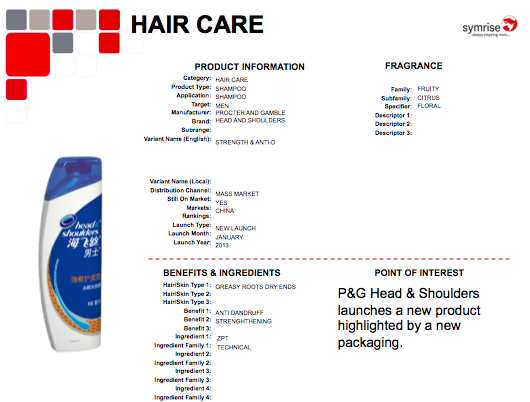 HAIR CARE
symrise
always inspiring more...
PRODUCT INFORMATION
Category: HAIR CARE
Product Type: SHAMPOO
Application: SHAMPOO
Target: MEN
Manufacturer: PROCTER AND GAMBLE
Brand: HEAD AND SHOULDERS
Subrange:
Variant Name (English): STRENGTH & ANTI-D
FRAGRANCE
Family: FRUITY
Subfamily: CITRUS
Specifier: FLORAL
Descriptor 1:
Descriptor 2:
Descriptor 3:
Variant Name (Local):
Distribution Channel: MASS MARKET
Still On Market: YES
Markets: CHINA
Rankings:
Launch Type: NEW LAUNCH
Launch Month: JANUARY
Launch Year: 2013
head&
shoulders
海飞丝
男士
BENEFITS & INGREDIENTS
Hair/Skin Type 1: GREASY ROOTS DRY ENDS
Hair/Skin Type 2:
Hair/Skin Type 3:
Benefit 1: ANTI DANDRUFF
Benefit 2: STRENGHTHENING
Benefit 3:
Ingredient 1: ZPT
Ingredient Family 1: TECHNICAL
Ingredient 2:
Ingredient Family 2:
Ingredient 3:
Ingredient Family 3:
Ingredient 4:
Ingredient Family 4:
POINT OF INTEREST
P&G Head & Shoulders
launches a new product
highlighted by a new
packaging.